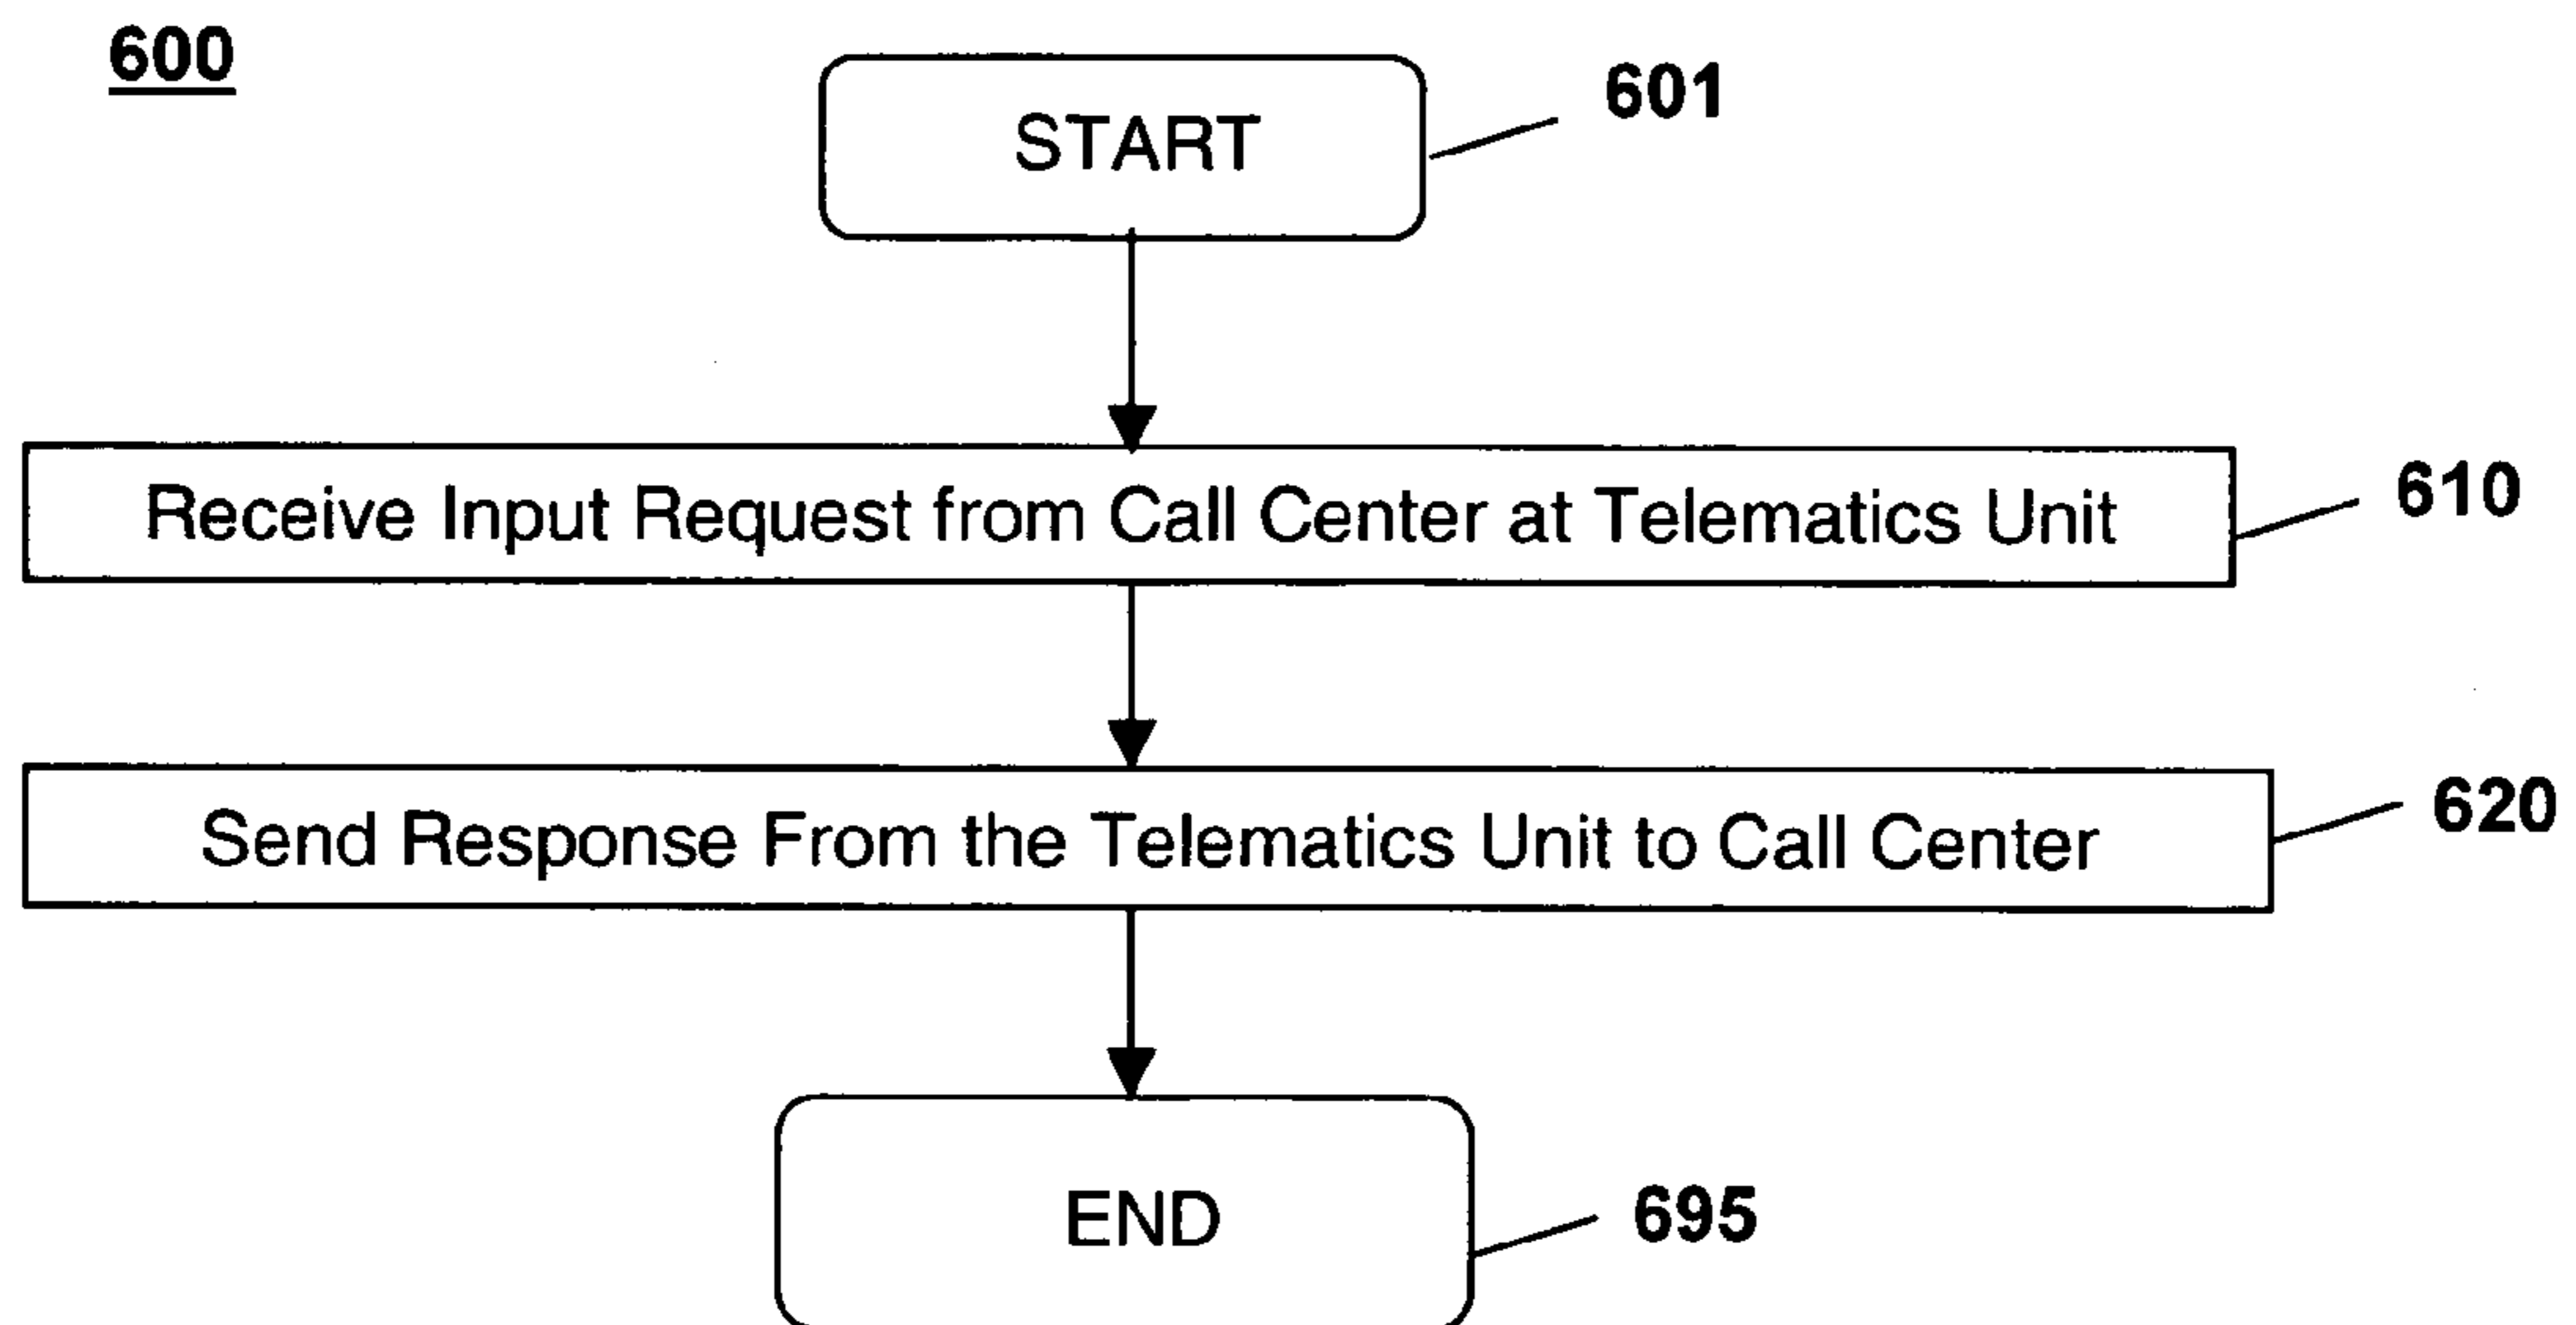 600
START
601
Receive Input Request from Call Center at Telematics Unit
610
Send Response From the Telematics Unit to Call Center
620
END
695